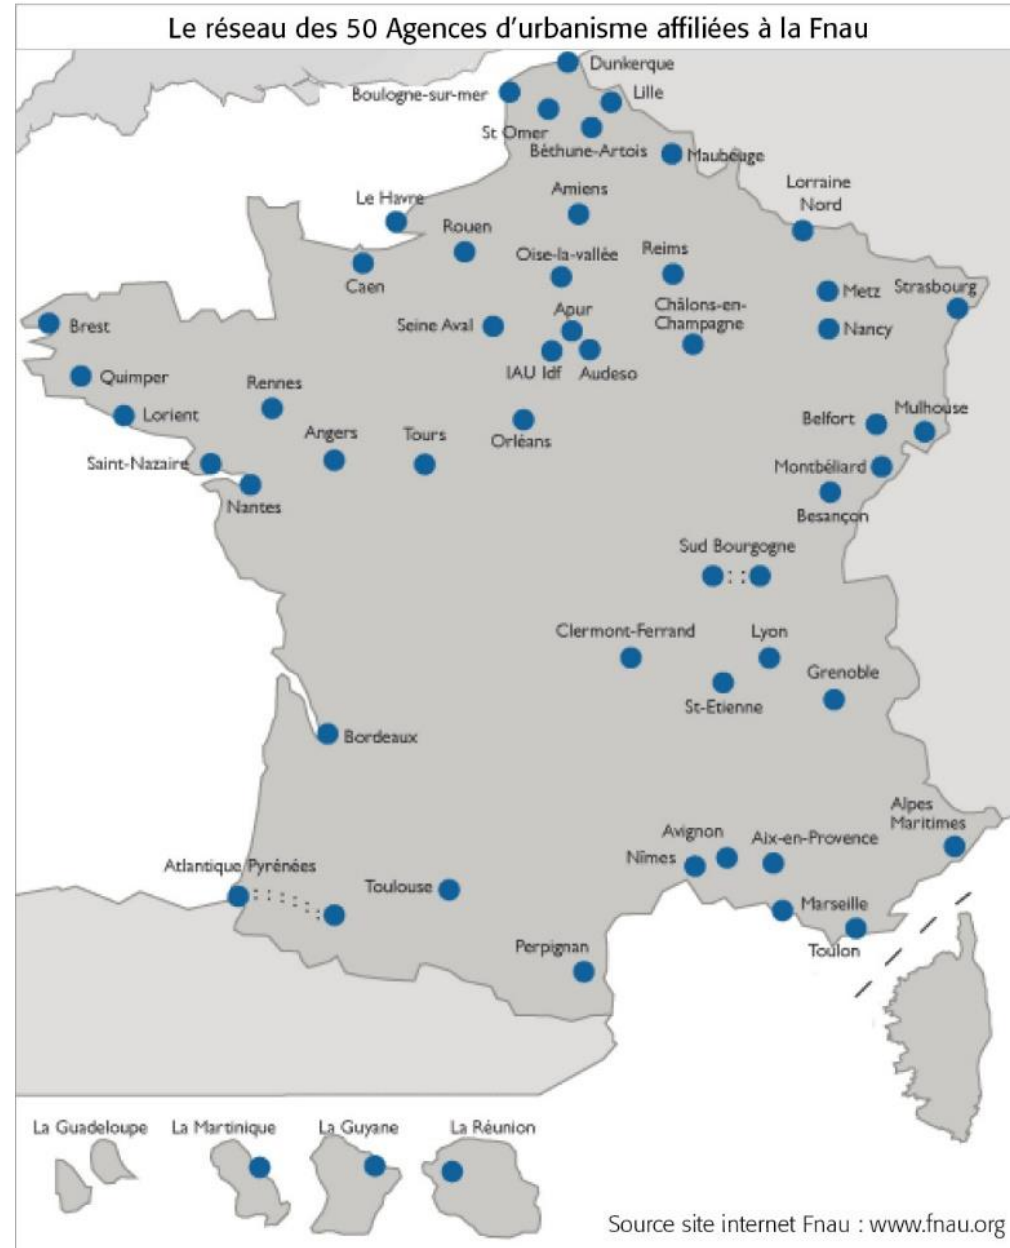 Le réseau des 50 Agences d'urbanisme affiliées à la Fnau
Dunkerque
Boulogne-sur-mer
Lille
St Omer
Béthune-Artois
Maubeuge
Lorraine
Nord
Le Havre
Amiens
Rouen
Oise-la-vallée
Reims
Caen
Metz
Strasbourg
Apur
Châlons-en-
Champagne
Brest
Seine Aval
Nancy
IAU Idf
Audeso
Quimper
Rennes
Lorient
Angers
Tours
Orléans
Belfort
Mulhouse
Saint-Nazaire
Montbéliard
Nantes
Besançon
Sud Bourgogne
Clermont-Ferrand
Lyon
Grenoble
St-Etienne
Bordeaux
Alpes
Maritimes
Avignon
Aix-en-Provence
Nîmes
Atlantique Pyrénées
Toulouse
Marseille
Perpignan
Toulon
La Guadeloupe
La Martinique
La Guyane
La Réunion
Source site internet Fnau : www.fnau.org